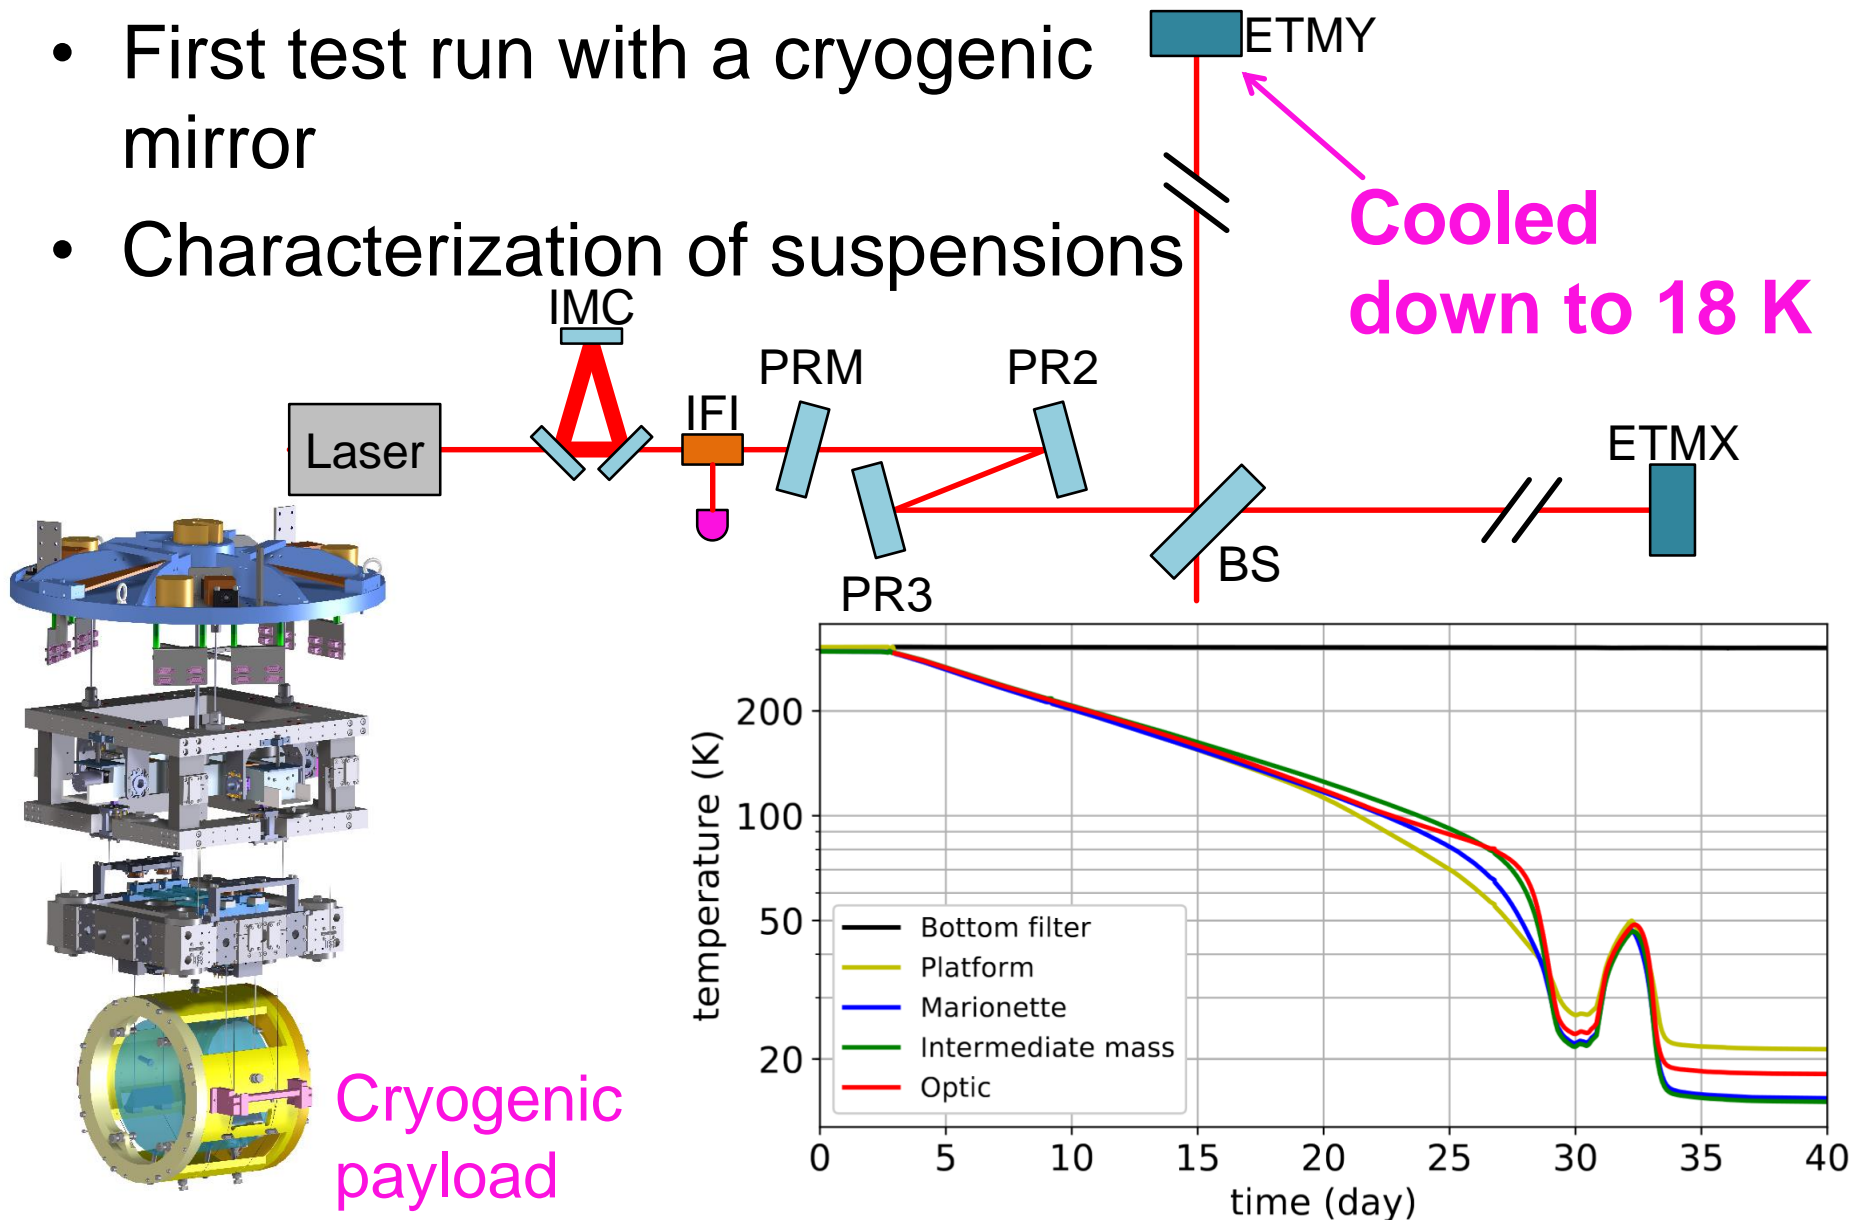 • First test run with a cryogenic
mirror
• Characterization of suspensions
ETMY
Cooled
down to 18 K
IMC
PRM
PR2
IFI
Laser
ETMX
PR3
BS
Cryogenic
payload
temperature (K)
200
100
50
20
Bottom filter
Platform
Marionette
Intermediate mass
Optic
0 5 10 15 20 25 30 35 40
time (day)